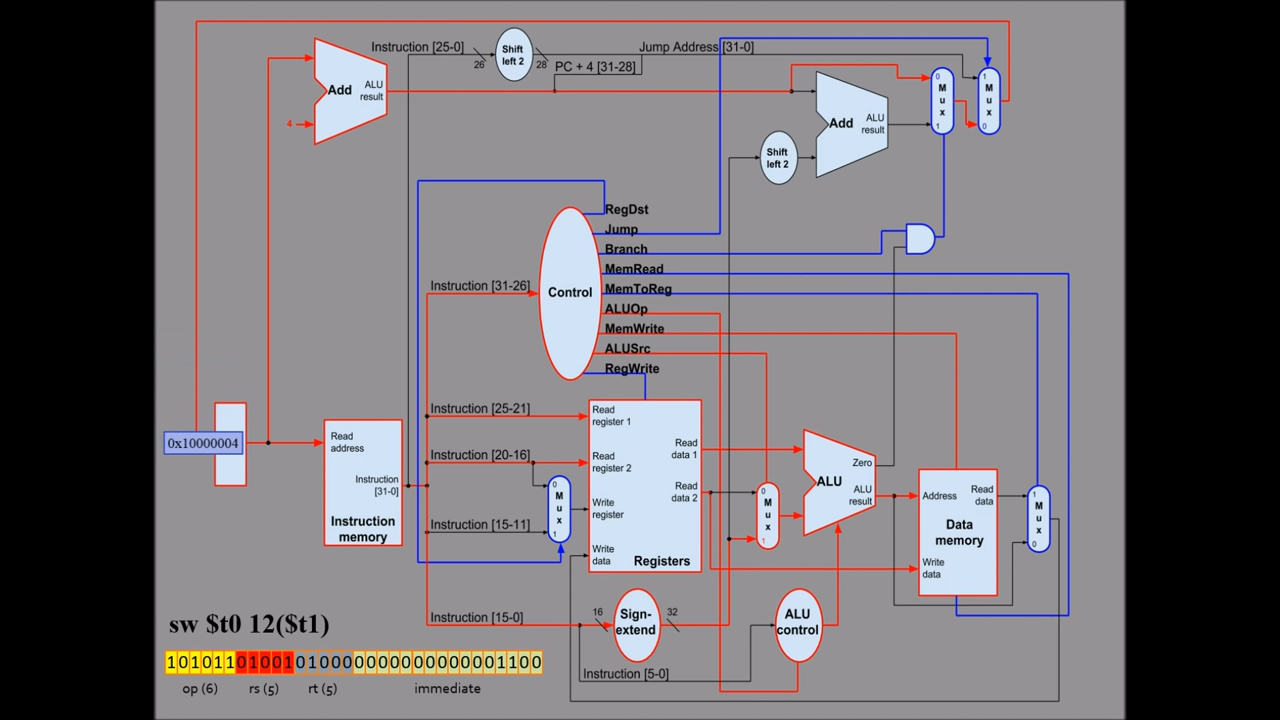 Instruction [25-0]
26
Shift
left 2
28
Jump Address [31-0]
PC + 4 [31-28]
Add
ALU
result
4
Add
ALU
result
Shift
left 2
0
M
u
x
1
1
M
u
x
0
Control
RegDst
Jump
Branch
MemRead
MemToReg
ALUOp
MemWrite
ALUSrc
RegWrite
Instruction [31-26]
Instruction [25-21]
Instruction [20-16]
Instruction [15-11]
Instruction [15-0]
0x10000004
Read
address
Instruction
[31-0]
Instruction
memory
0
M
u
x
1
Read
register 1
Read
register 2
Write
register
Write
data
Read
data 1
Read
data 2
Registers
0
M
u
x
1
Zero
ALU
ALU
result
Address
Read
data
Data
memory
Write
data
1
M
u
x
0
16
Sign-
extend
32
ALU
control
Instruction [5-0]
sw $t0 12($t1)
10101101001010000000000000001100
op (6) rs (5) rt (5) immediate